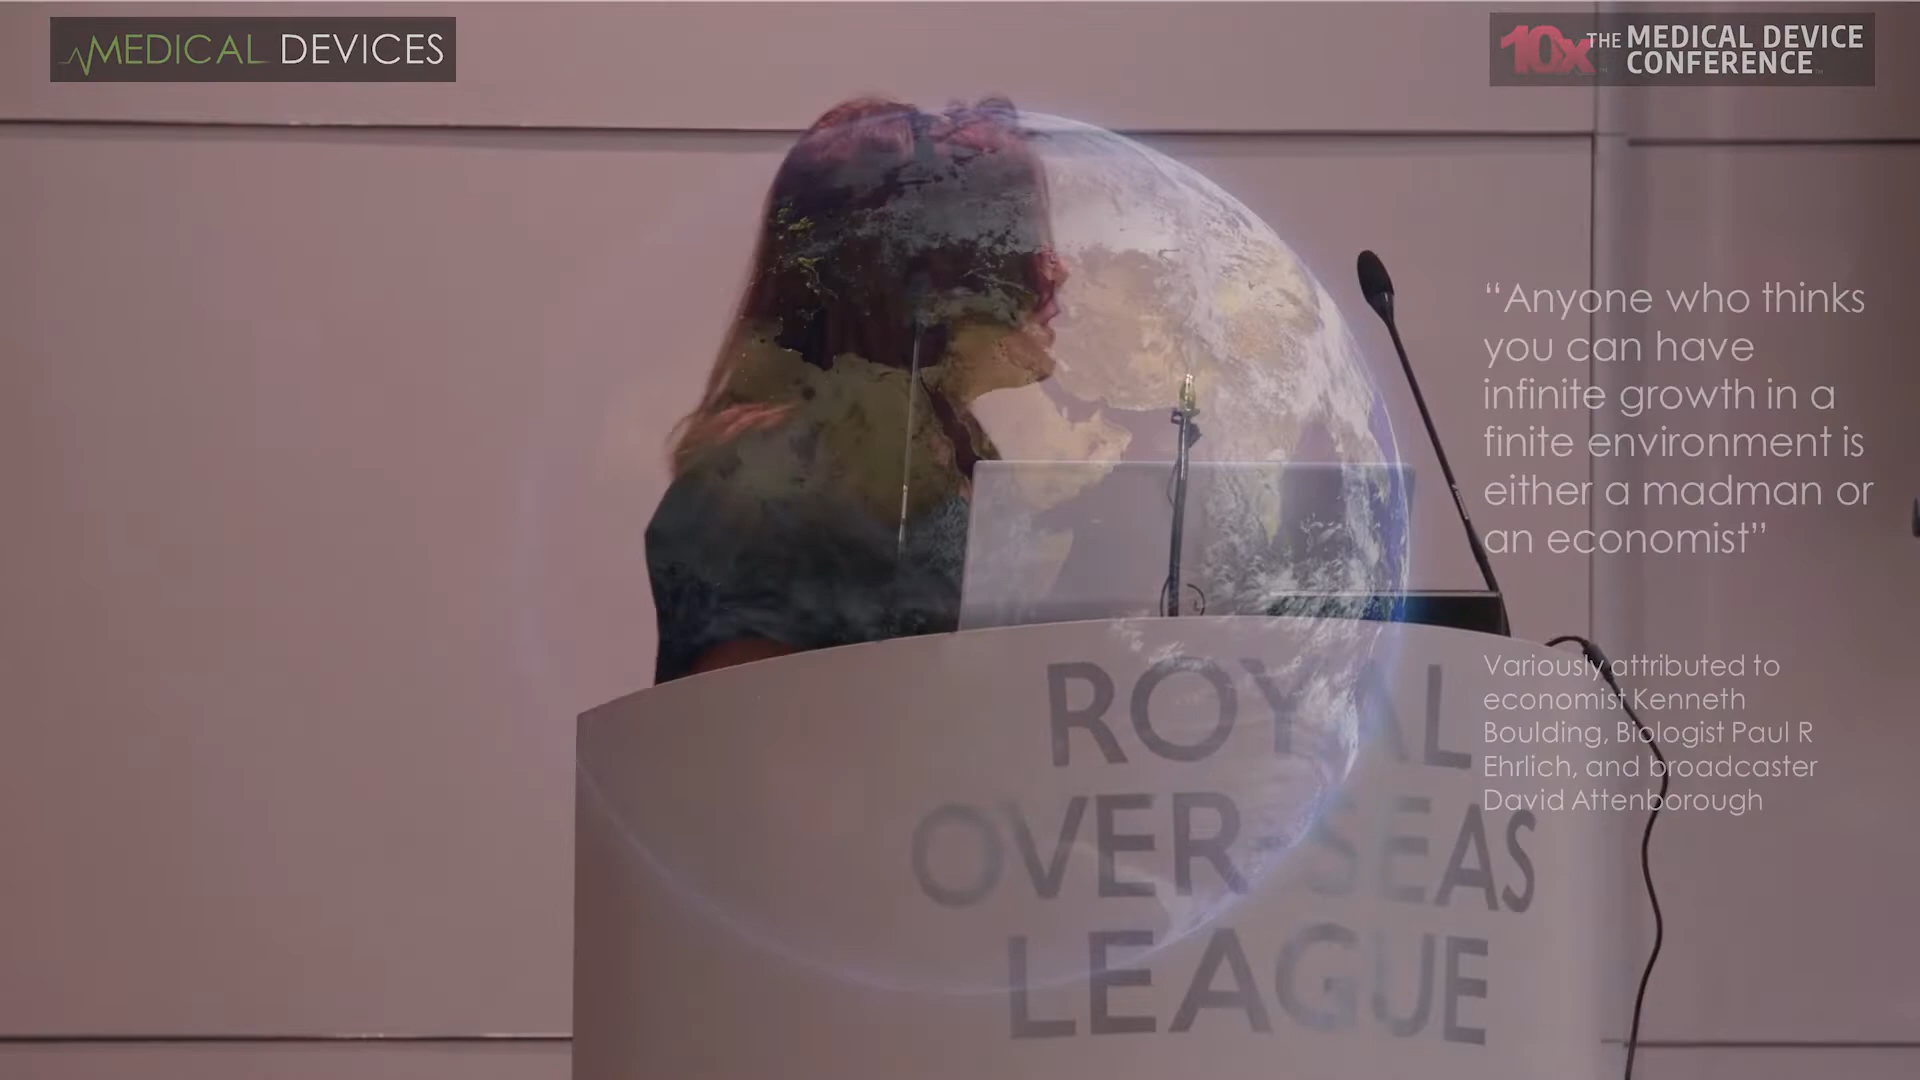 MEDICAL DEVICES
10x THE MEDICAL DEVICE
CONFERENCE
“Anyone who thinks
you can have
infinite growth in a
finite environment is
either a madman or
an economist”
Variously attributed to
economist Kenneth
Boulding, Biologist Paul R
Ehrlich, and broadcaster
David Attenborough
ROYAL
OVER-SEAS
LEAGUE